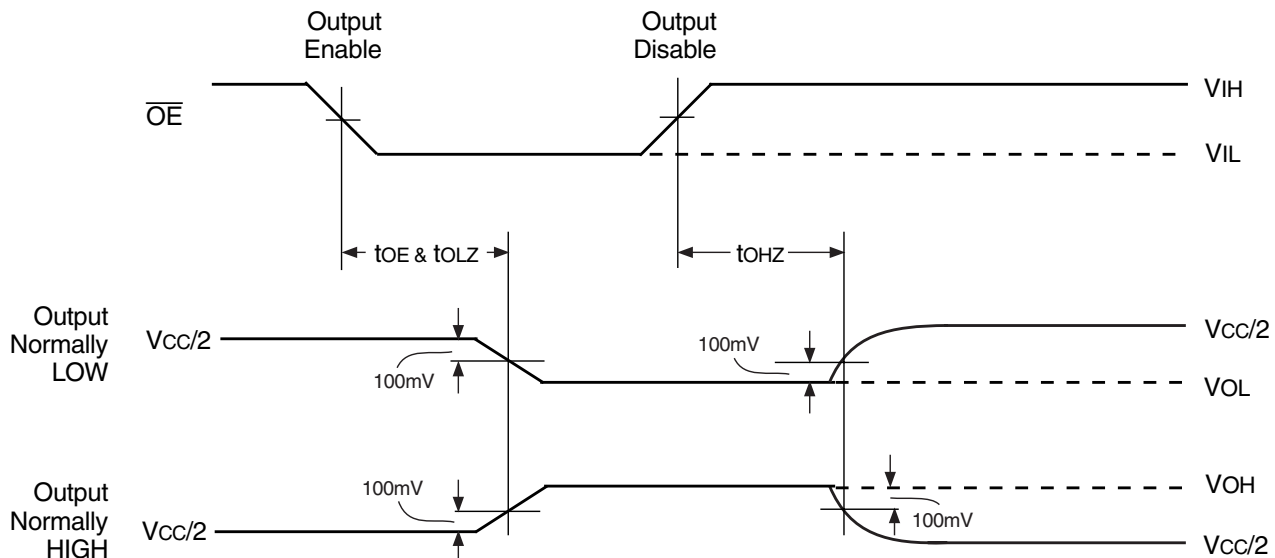 Output
Enable
Output
Disable
OE
VIH
VIL
tOE & tOLZ
tOHZ
Output
Normally
LOW
VCC/2
100mV
100mV
VCC/2
VOL
Output
Normally
HIGH
100mV
VCC/2
VOH
100mV
VCC/2